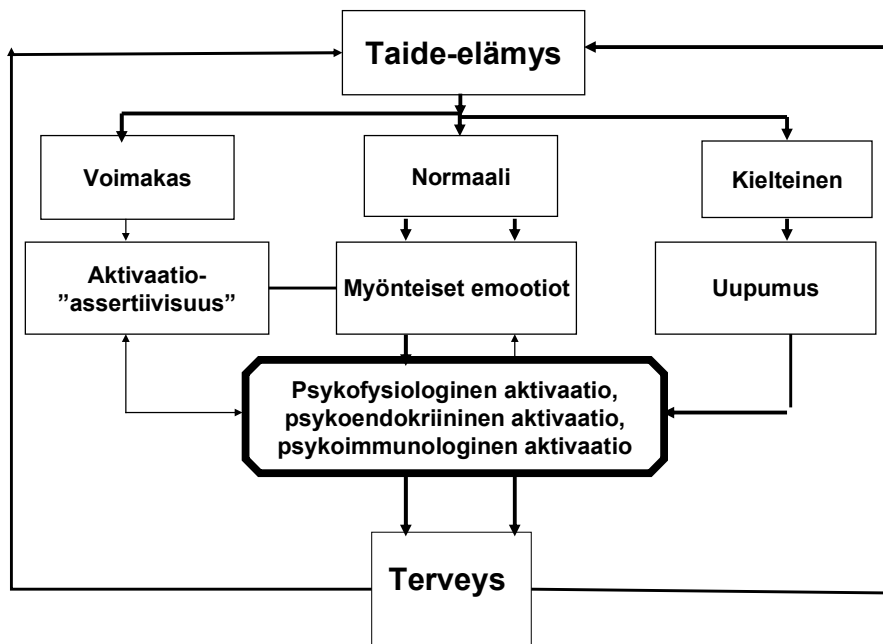 Taide-elämys
Voimakas
Normaali
Kielteinen
Aktivaatio-
”assertiivisuus”
Myönteiset emootiot
Uupumus
Psykofysiologinen aktivaatio,
psykoendokriininen aktivaatio,
psykoimmunologinen aktivaatio
Terveys